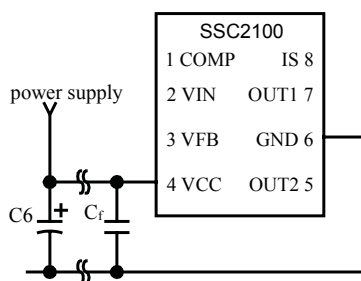 SSC2100
1 COMP IS 8
power supply
2 VIN OUT1 7
3 VFB GND 6
4 VCC OUT2 5
C6 + Cf